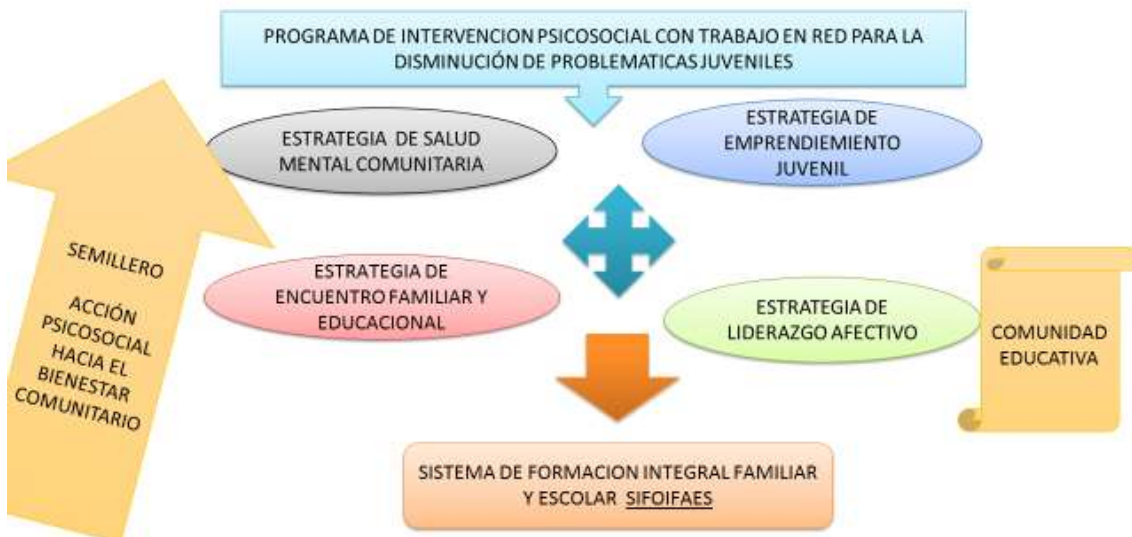 PROGRAMA DE INTERVENCION PSICOSOCIAL CON TRABAJO EN RED PARA LA
DISMINUCIÓN DE PROBLEMATICAS JUVENILES
ESTRATEGIA DE SALUD
MENTAL COMUNITARIA
ESTRATEGIA DE
EMPRENDIEMIENTO
JUVENIL
SEMILLERO
ACCIÓN
PSICOSOCIAL
HACIA EL
BIENESTAR
COMUNITARIO
ESTRATEGIA DE
ENCUENTRO FAMILIAR Y
EDUCACIONAL
ESTRATEGIA DE
LIDERAZGO AFECTIVO
COMUNIDAD
EDUCATIVA
SISTEMA DE FORMACION INTEGRAL FAMILIAR
Y ESCOLAR SIFOIFAES